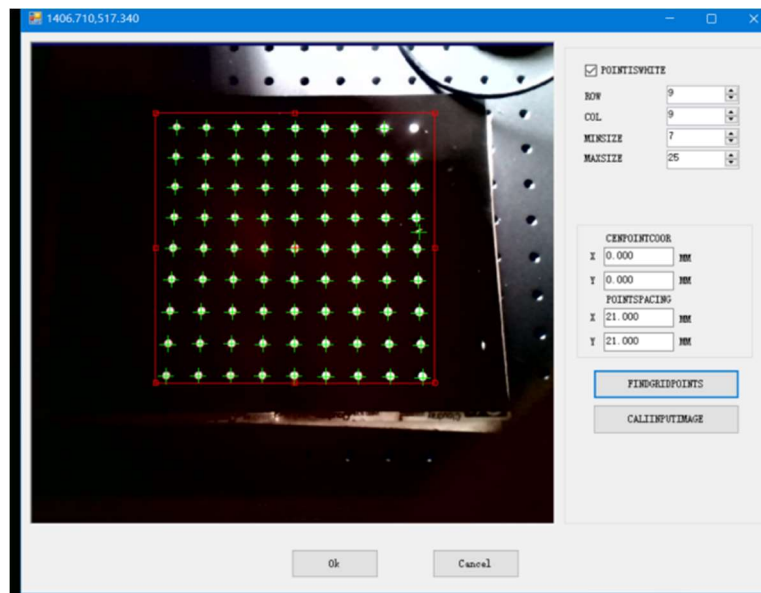 1406.710,517.340
POINTISWHITE
ROW 9
COL 9
MINSIZE 7
MAXSIZE 25
CENPOINTCOOR
X 0.000 MM
Y 0.000 MM
POINTSPACING
X 21.000 MM
Y 21.000 MM
FINDGRIDPOINTS
CALIINPUTIMAGE
Ok Cancel